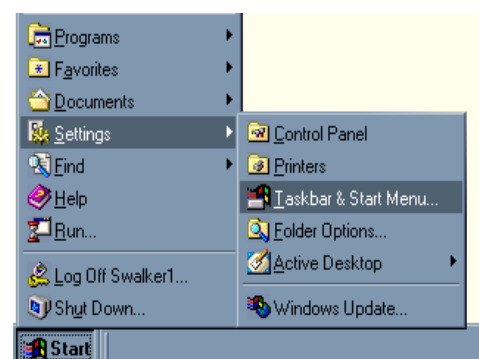 Programs
Favorites
Documents
Settings
Find
Help
Run...
Log Off Swalker1...
Shut Down...
Start
Control Panel
Printers
Taskbar & Start Menu...
Folder Options...
Active Desktop
Windows Update...